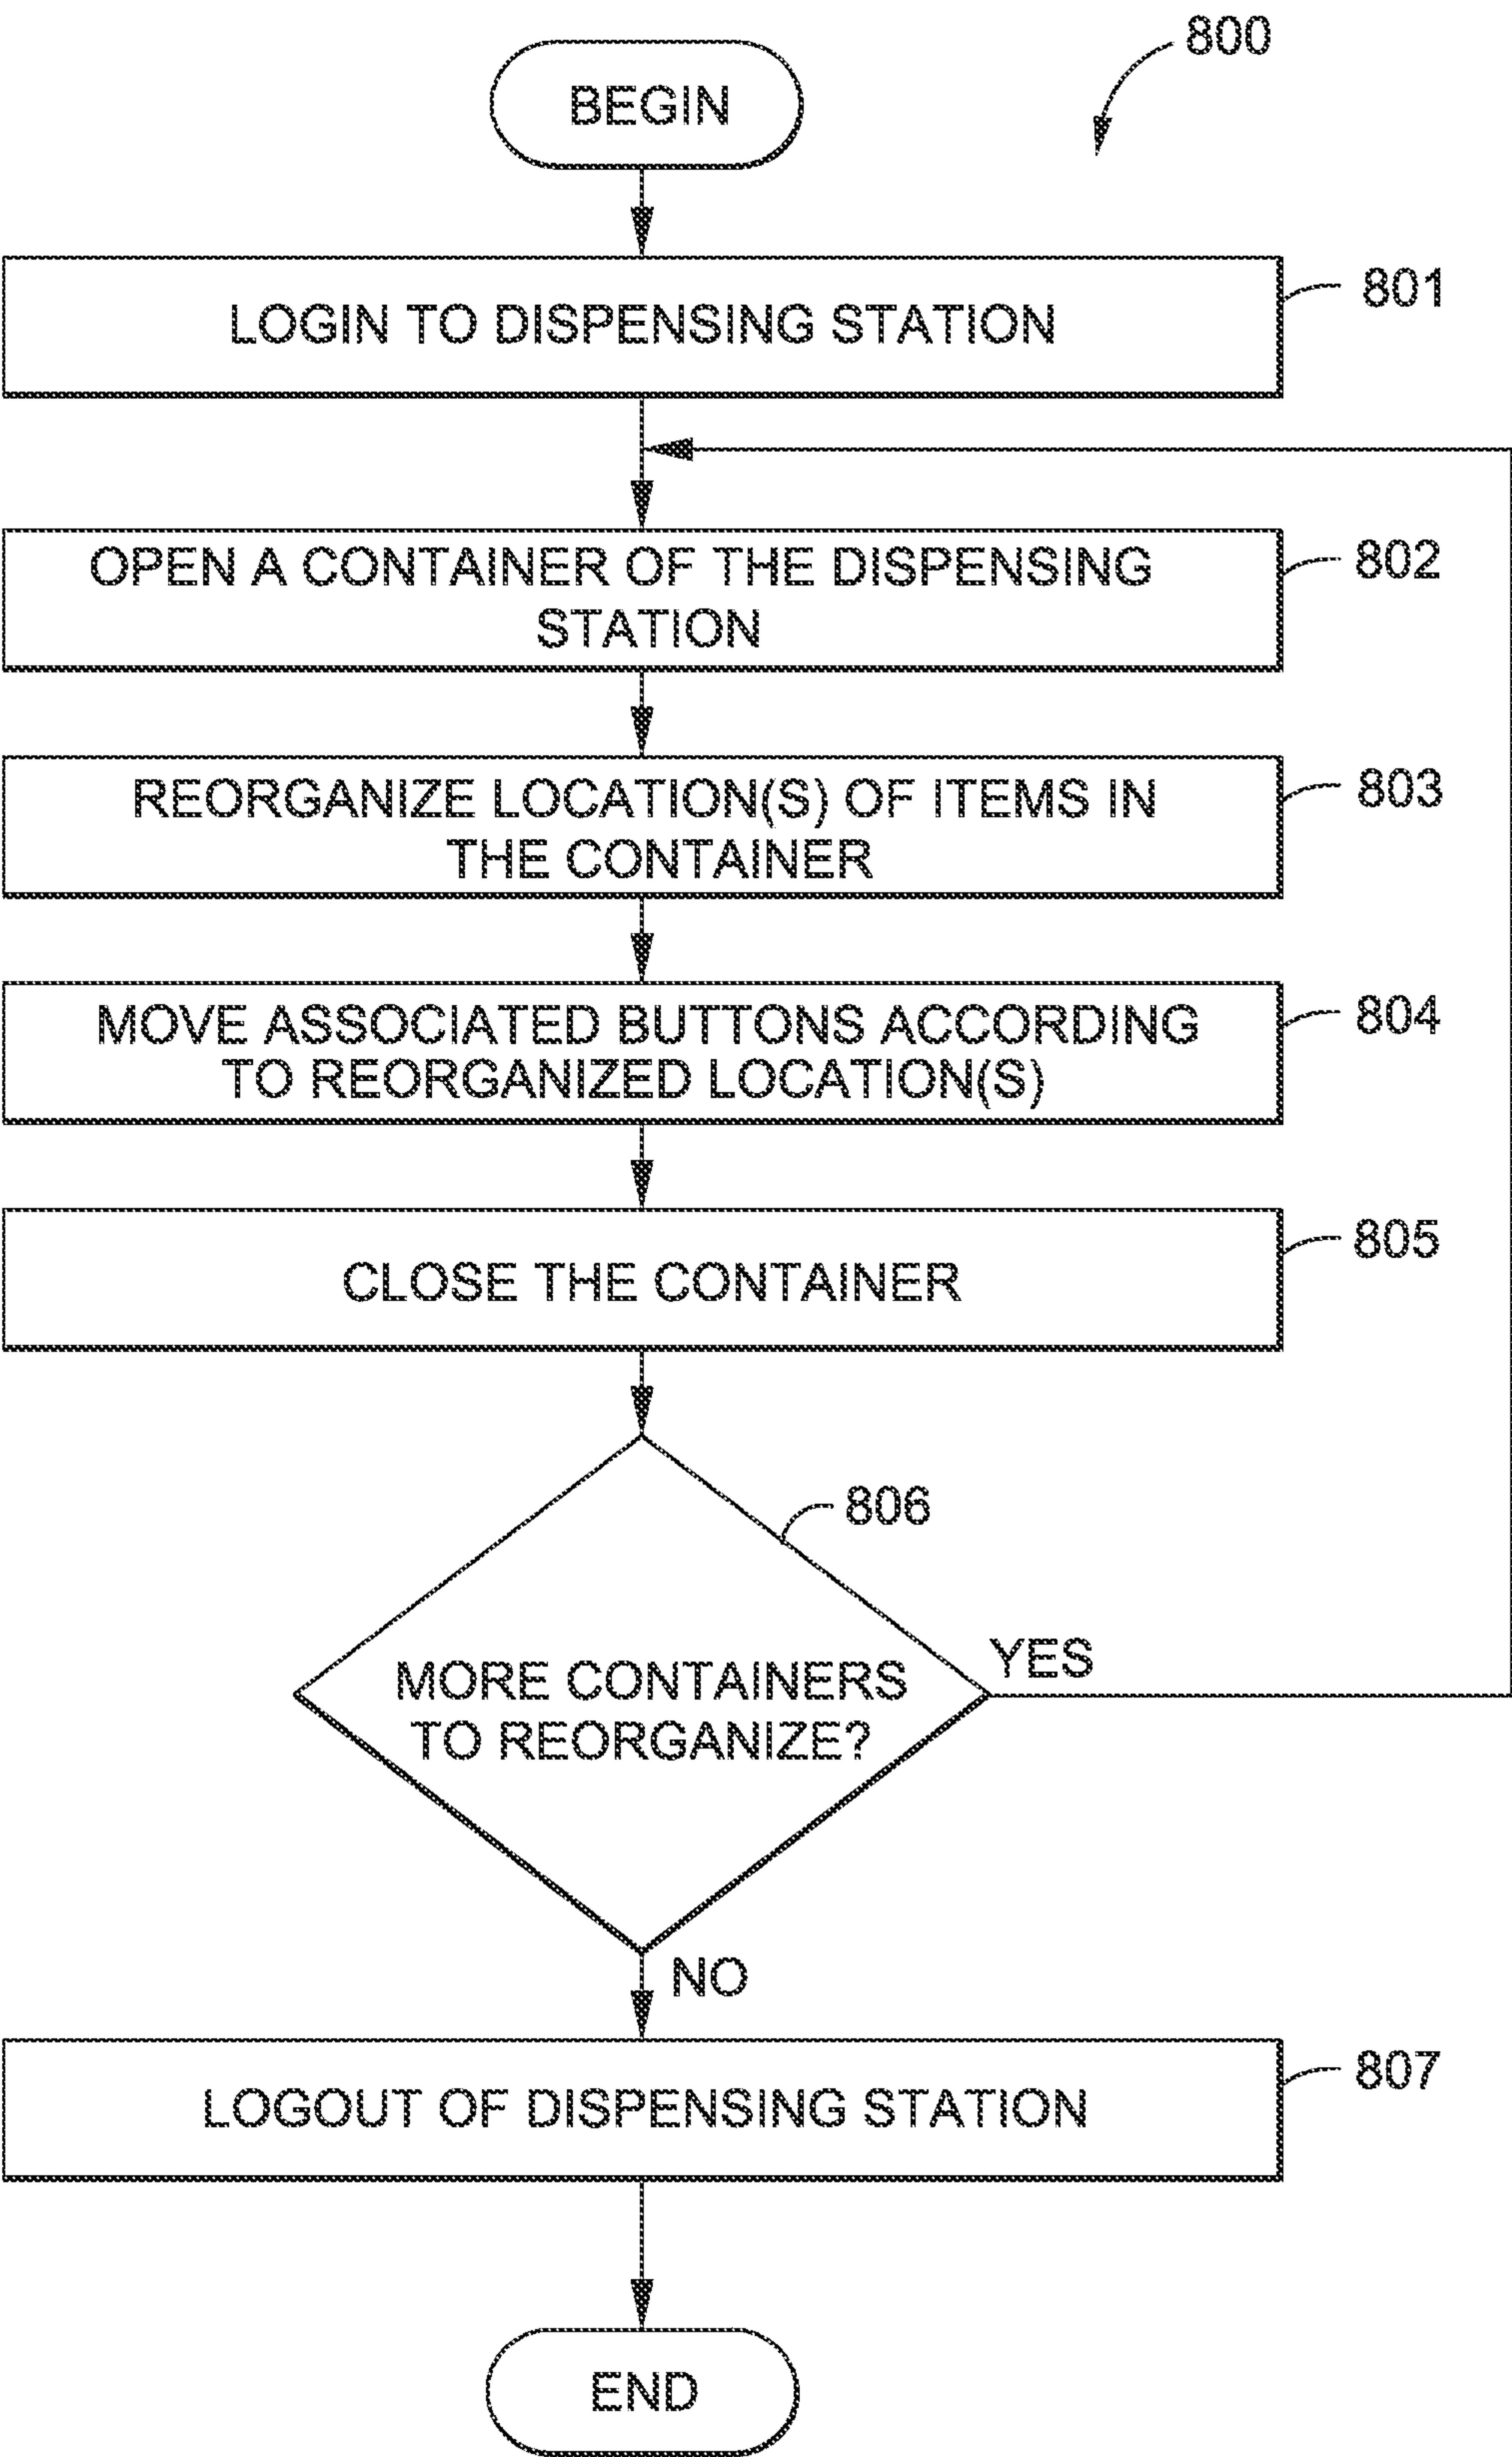 800
BEGIN
801
LOGIN TO DISPENSING STATION
802
OPEN A CONTAINER OF THE DISPENSING
STATION
803
REORGANIZE LOCATION(S) OF ITEMS IN
THE CONTAINER
804
MOVE ASSOCIATED BUTTONS ACCORDING
TO REORGANIZED LOCATION(S)
805
CLOSE THE CONTAINER
806
MORE CONTAINERS
TO REORGANIZE?
YES
NO
807
LOGOUT OF DISPENSING STATION
END